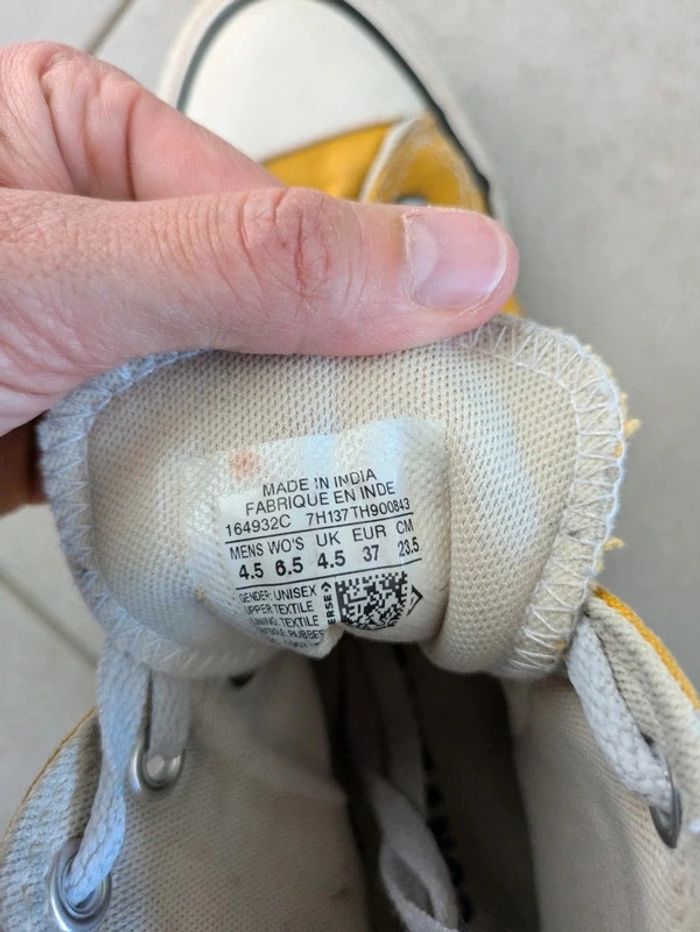 MADE IN INDIA
FABRIQUE EN INDE
164932C 7H137TH900843
MENS WO'S UK EUR CM
4.5 6.5 4.5 37 23.5
GENDER: UNISEX
UPPER TEXTILE
LINING: TEXTILE
RUBBER